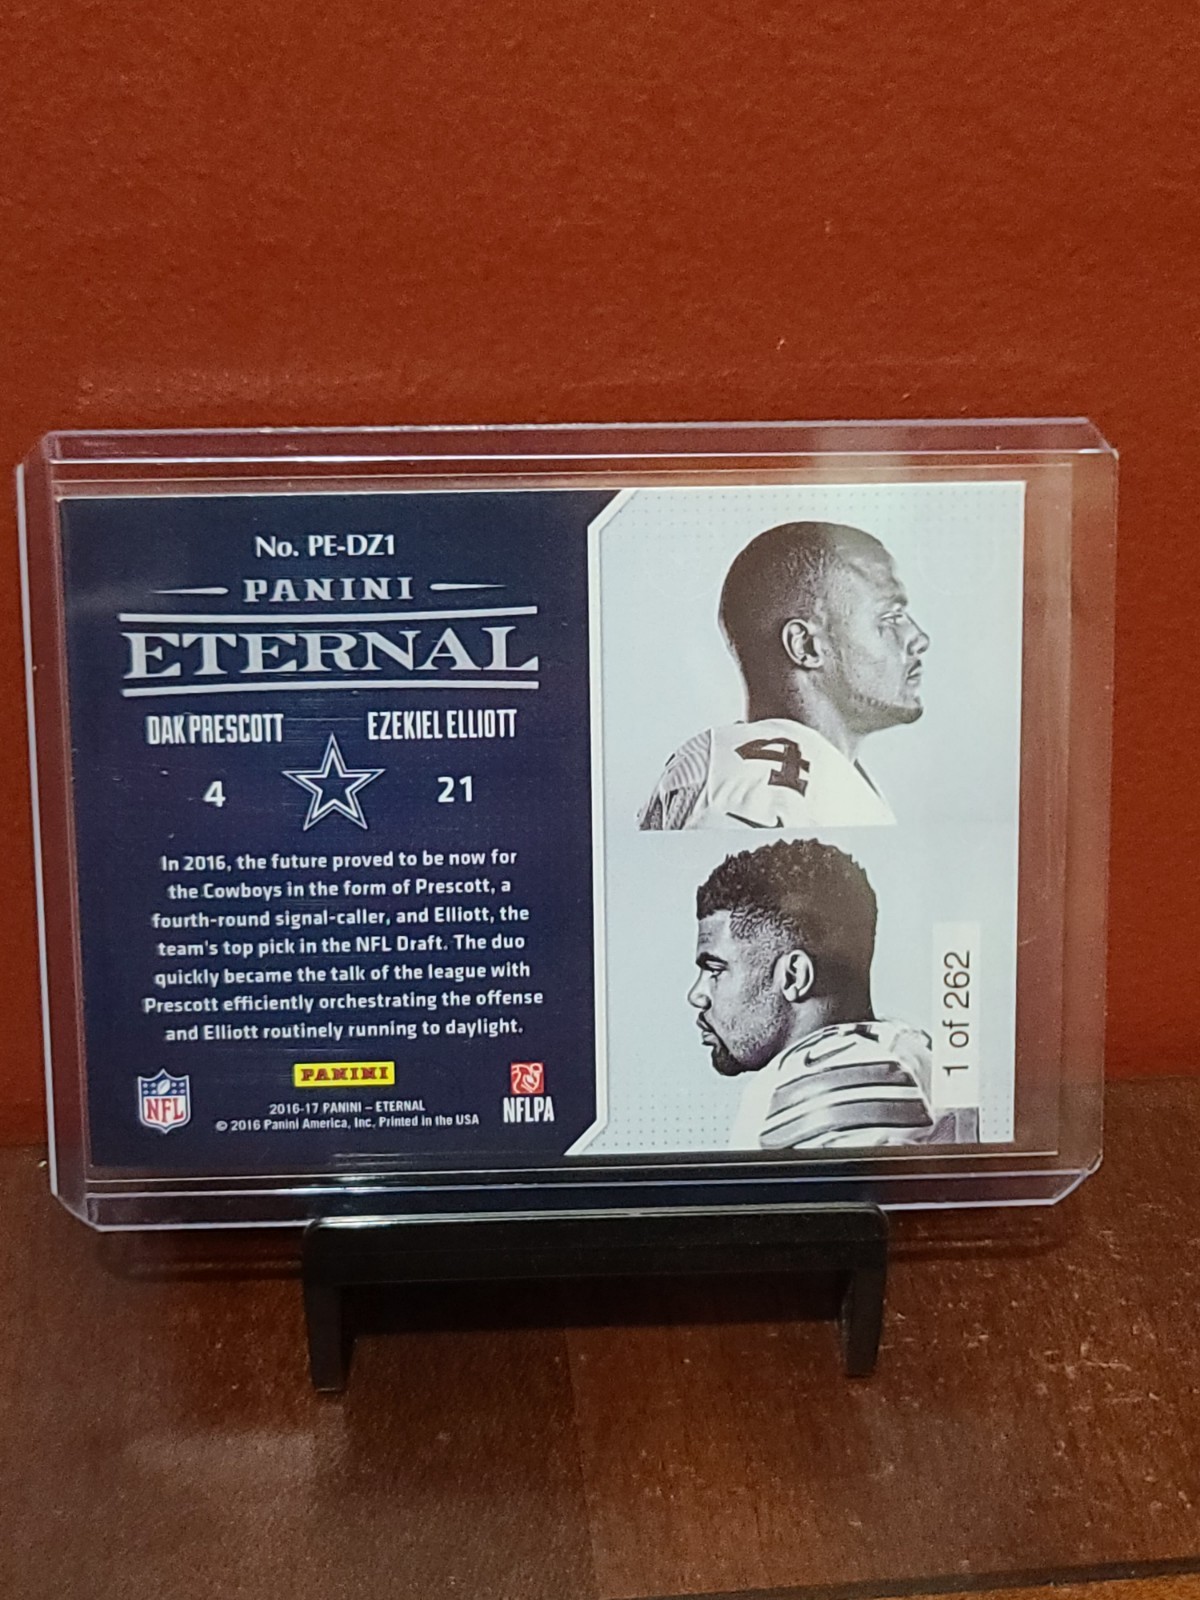 No. PE-DZ1
PANINI
ETERNAL
DAK PRESCOTT EZEKIEL ELLIOTT
4 21
In 2016, the future proved to be now for
the Cowboys in the form of Prescott, a
fourth-round signal-caller, and Elliott, the
team's top pick in the NFL Draft. The duo
quickly became the talk of the league with
Prescott efficiently orchestrating the offense
and Elliott routinely running to daylight.
NFL
PANINI
2016-17 PANINI – ETERNAL
© 2016 Panini America, Inc. Printed in the USA
NFLPA
4
1 of 262